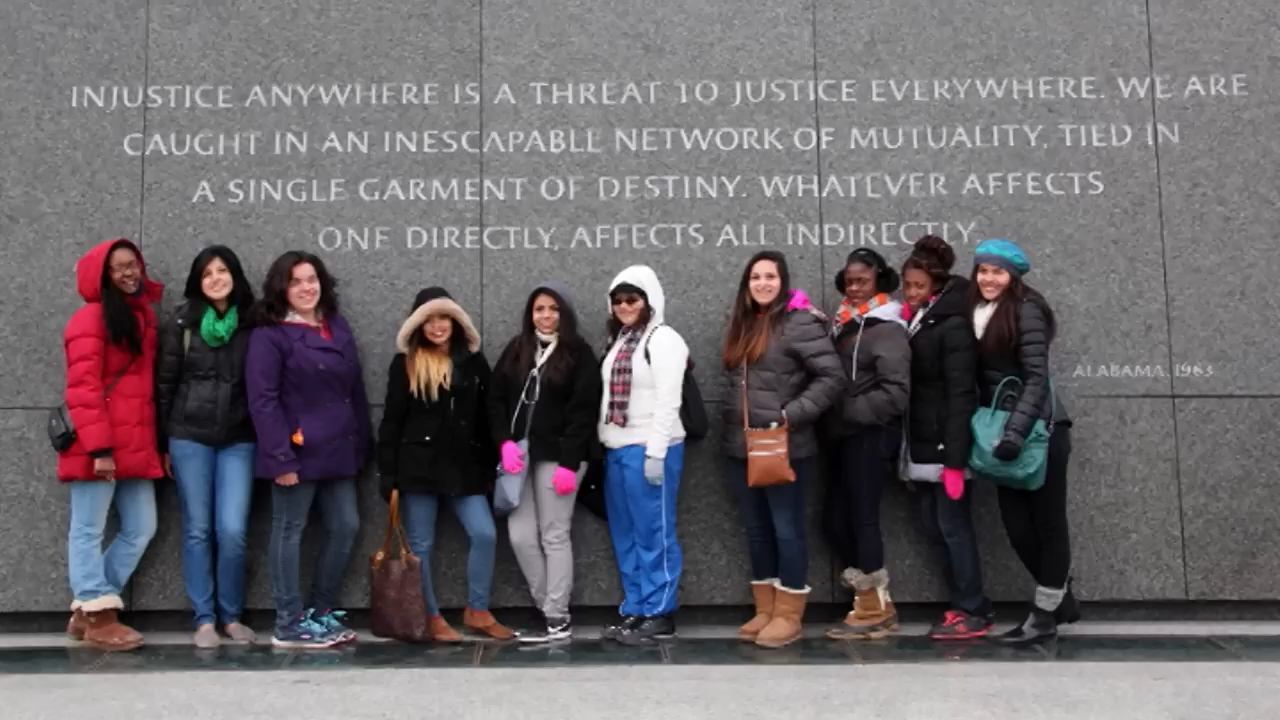 INJUSTICE ANYWHERE IS A THREAT TO JUSTICE EVERYWHERE. WE ARE
CAUGHT IN AN INESCAPABLE NETWORK OF MUTUALITY, TIED IN
A SINGLE GARMENT OF DESTINY. WHATEVER AFFECTS
ONE DIRECTLY, AFFECTS ALL INDIRECTLY.
ALABAMA, 1963